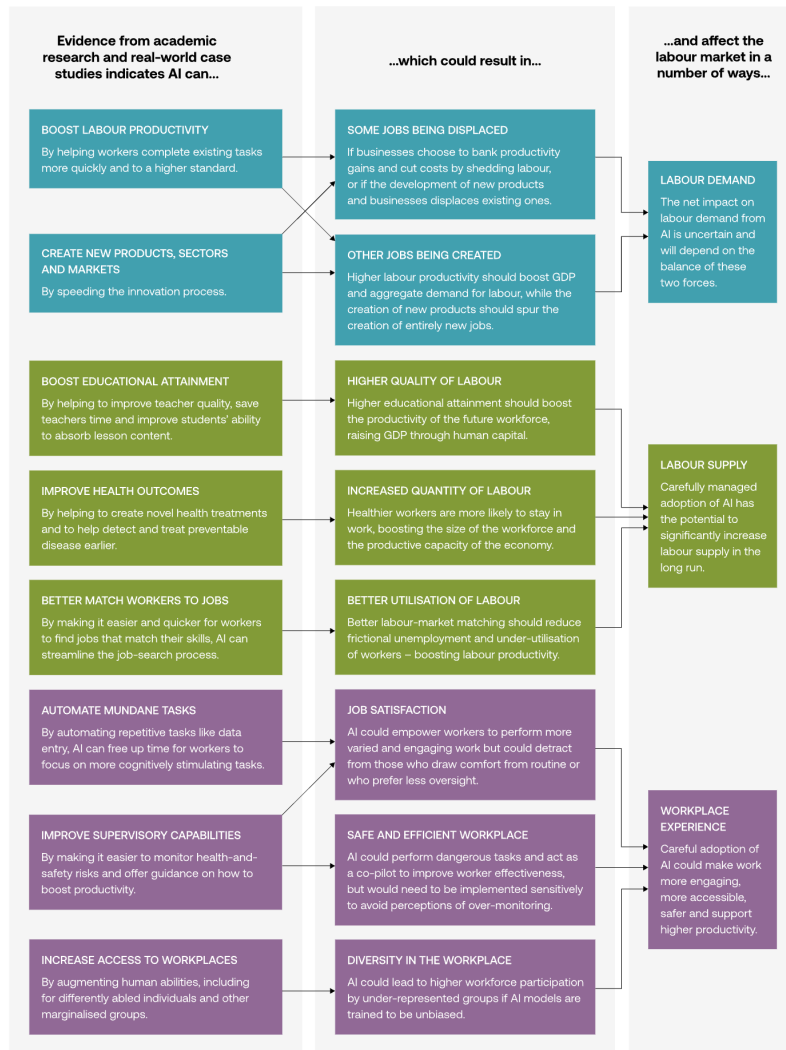 Evidence from academic
research and real-world case
studies indicates AI can...
...which could result in...
...and affect the
labour market in a
number of ways...
BOOST LABOUR PRODUCTIVITY
By helping workers complete existing tasks
more quickly and to a higher standard.
CREATE NEW PRODUCTS, SECTORS
AND MARKETS
By speeding the innovation process.
SOME JOBS BEING DISPLACED
If businesses choose to bank productivity
gains and cut costs by shedding labour,
or if the development of new products
and businesses displaces existing ones.
OTHER JOBS BEING CREATED
Higher labour productivity should boost GDP
and aggregate demand for labour, while the
creation of new products should spur the
creation of entirely new jobs.
LABOUR DEMAND
The net impact on
labour demand from
AI is uncertain and
will depend on the
balance of these
two forces.
BOOST EDUCATIONAL ATTAINMENT
By helping to improve teacher quality, save
teachers time and improve students' ability
to absorb lesson content.
IMPROVE HEALTH OUTCOMES
By helping to create novel health treatments
and to help detect and treat preventable
disease earlier.
BETTER MATCH WORKERS TO JOBS
By making it easier and quicker for workers
to find jobs that match their skills, AI can
streamline the job-search process.
HIGHER QUALITY OF LABOUR
Higher educational attainment should boost
the productivity of the future workforce,
raising GDP through human capital.
INCREASED QUANTITY OF LABOUR
Healthier workers are more likely to stay in
work, boosting the size of the workforce and
the productive capacity of the economy.
BETTER UTILISATION OF LABOUR
Better labour-market matching should reduce
frictional unemployment and under-utilisation
of workers – boosting labour productivity.
LABOUR SUPPLY
Carefully managed
adoption of AI has
the potential to
significantly increase
labour supply in the
long run.
AUTOMATE MUNDANE TASKS
By automating repetitive tasks like data
entry, AI can free up time for workers to
focus on more cognitively stimulating tasks.
IMPROVE SUPERVISORY CAPABILITIES
By making it easier to monitor health-and-
safety risks and offer guidance on how to
boost productivity.
INCREASE ACCESS TO WORKPLACES
By augmenting human abilities, including
for differently abled individuals and other
marginalised groups.
JOB SATISFACTION
AI could empower workers to perform more
varied and engaging work but could detract
from those who draw comfort from routine or
who prefer less oversight.
SAFE AND EFFICIENT WORKPLACE
AI could perform dangerous tasks and act as
a co-pilot to improve worker effectiveness,
but would need to be implemented sensitively
to avoid perceptions of over-monitoring.
DIVERSITY IN THE WORKPLACE
AI could lead to higher workforce participation
by under-represented groups if AI models are
trained to be unbiased.
WORKPLACE
EXPERIENCE
Careful adoption of
AI could make work
more engaging,
more accessible,
safer and support
higher productivity.